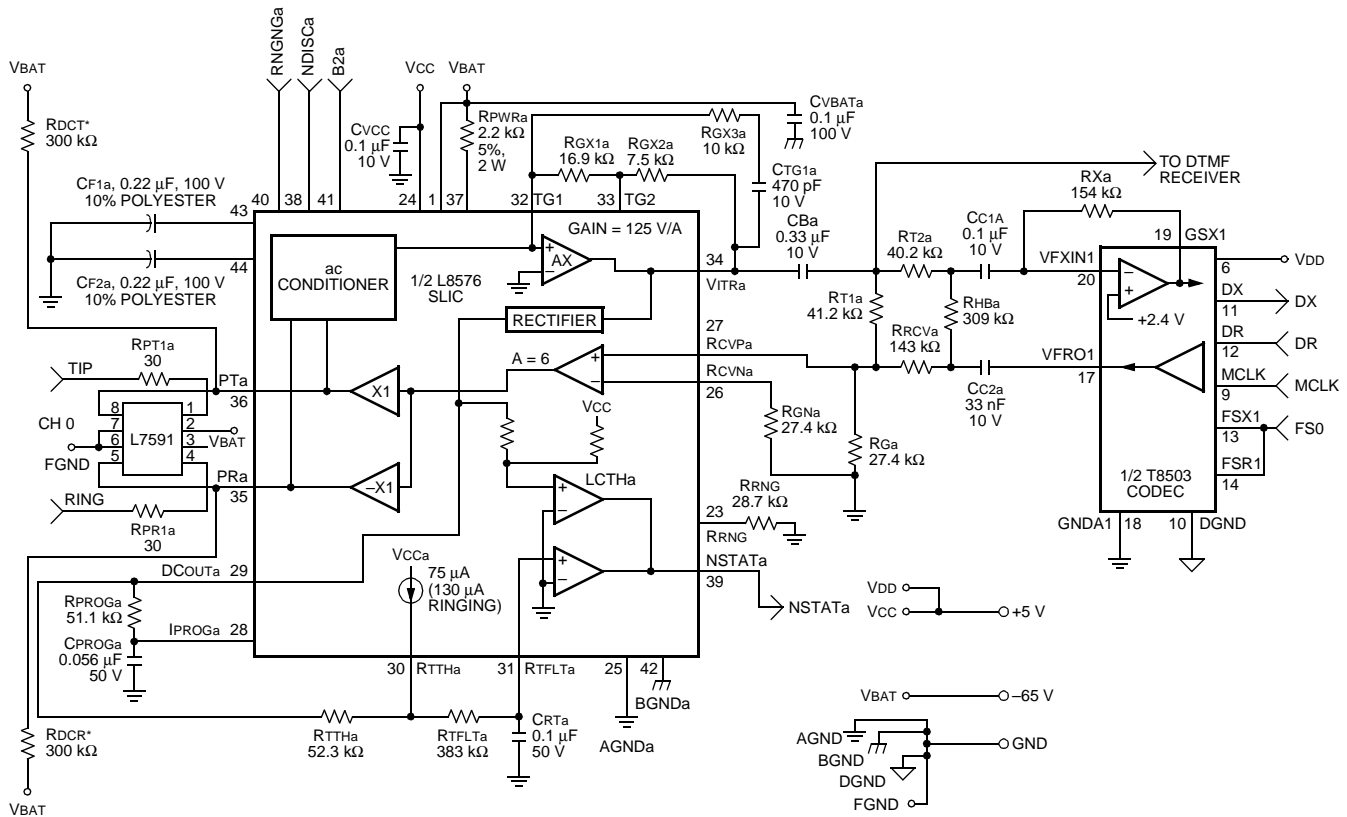 RNGNGa
NDISCa
B2a
VBAT
VCC
VBAT
RDCT*
300 kΩ
CVCC
0.1 µF
10 V
RPWRa
2.2 kΩ
5%,
2 W
CVBATa
0.1 µF
100 V
RGX3a
10 kΩ
RGX1a
16.9 kΩ
RGX2a
7.5 kΩ
CTG1a
470 pF
10 V
TO DTMF
RECEIVER
RXa
154 kΩ
CF1a, 0.22 µF, 100 V
10% POLYESTER
CF2a, 0.22 µF, 100 V
10% POLYESTER
40
38
41
24
1
37
32
TG1
33
TG2
43
44
ac
CONDITIONER
1/2 L8576
SLIC
GAIN = 125 V/A
+
–
AX
RECTIFIER
34
VITRa
CBa
0.33 µF
10 V
RT2a
40.2 kΩ
CC1A
0.1 µF
10 V
RT1a
41.2 kΩ
RHBa
309 kΩ
RRCVa
143 kΩ
CC2a
33 nF
10 V
VFXIN1
20
19
GSX1
–
+
+2.4 V
6
VDD
DX
11
DX
DR
12
DR
MCLK
9
MCLK
FSX1
13
FS0
FSR1
14
VFRO1
17
1/2 T8503
CODEC
GNDA1
18
10
DGND
27
RCVPa
RCVNa
26
A = 6
+
–
VCC
RGNa
27.4 kΩ
RGa
27.4 kΩ
RPT1a
30
TIP
PTa
36
X1
8
7
6
5
L7591
1
2
3
4
CH 0
FGND
VBAT
PRa
35
–X1
RING
RPR1a
30
LCTHa
+
–
+
–
RRNG
28.7 kΩ
23
RRNG
NSTATa
39
NSTATa
DCOUTa
29
RPROGa
51.1 kΩ
IPROGa
28
CPROGa
0.056 µF
50 V
VCCa
75 µA
(130 µA
RINGING)
30
RTTHa
31
RTFLTa
25
42
BGNDa
AGNDa
RTTHa
52.3 kΩ
RTFLTa
383 kΩ
CRTa
0.1 µF
50 V
RDCR*
300 kΩ
VBAT
VDD
VCC
+5 V
VBAT
–65 V
AGND
BGND
DGND
FGND
GND